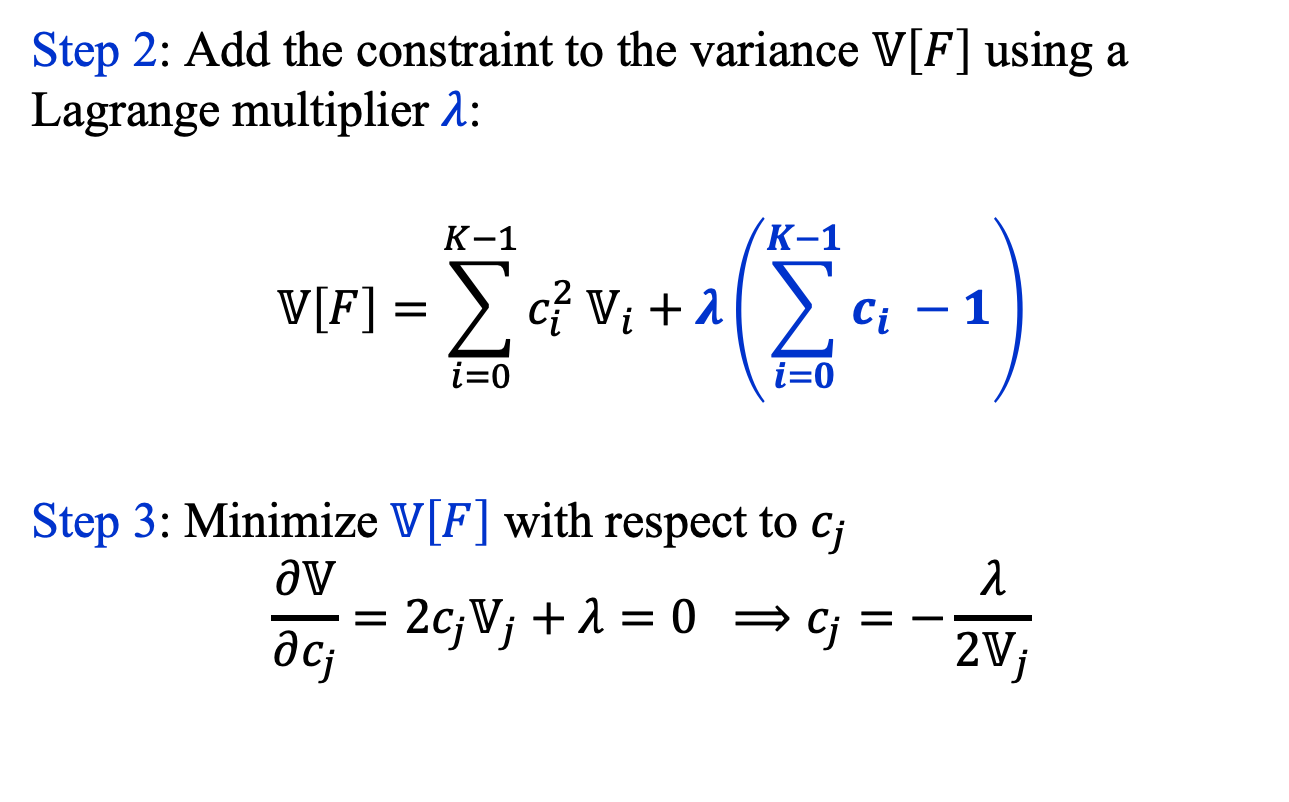 Step 2: Add the constraint to the variance 𝕍[F] using a
Lagrange multiplier λ:
𝕍[F] = ∑_{i=0}^{K−1} c_i^2 𝕍_i + λ ( ∑_{i=0}^{K−1} c_i − 1 )
Step 3: Minimize 𝕍[F] with respect to c_j
∂𝕍/∂c_j = 2c_j𝕍_j + λ = 0 ⟹ c_j = − λ/2𝕍_j